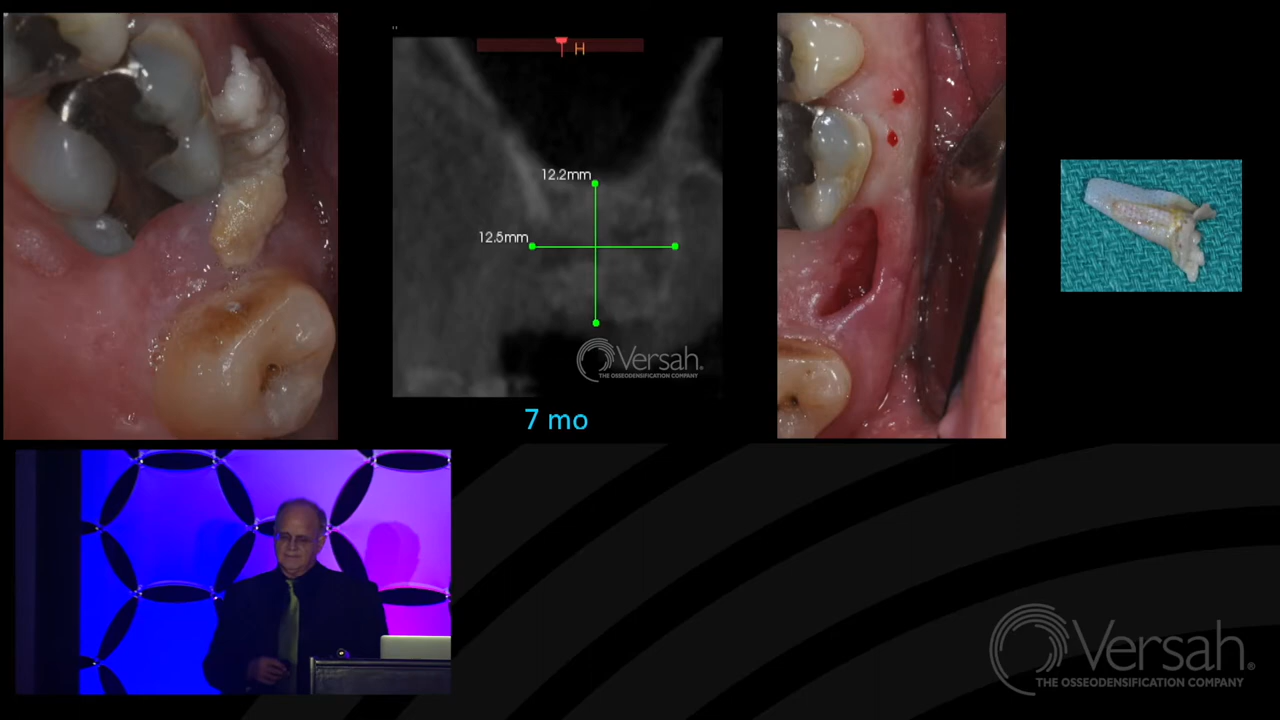 H
12.2mm
12.5mm
Versah®
THE OSSEODENSIFICATION COMPANY
7 mo
Versah®
THE OSSEODENSIFICATION COMPANY